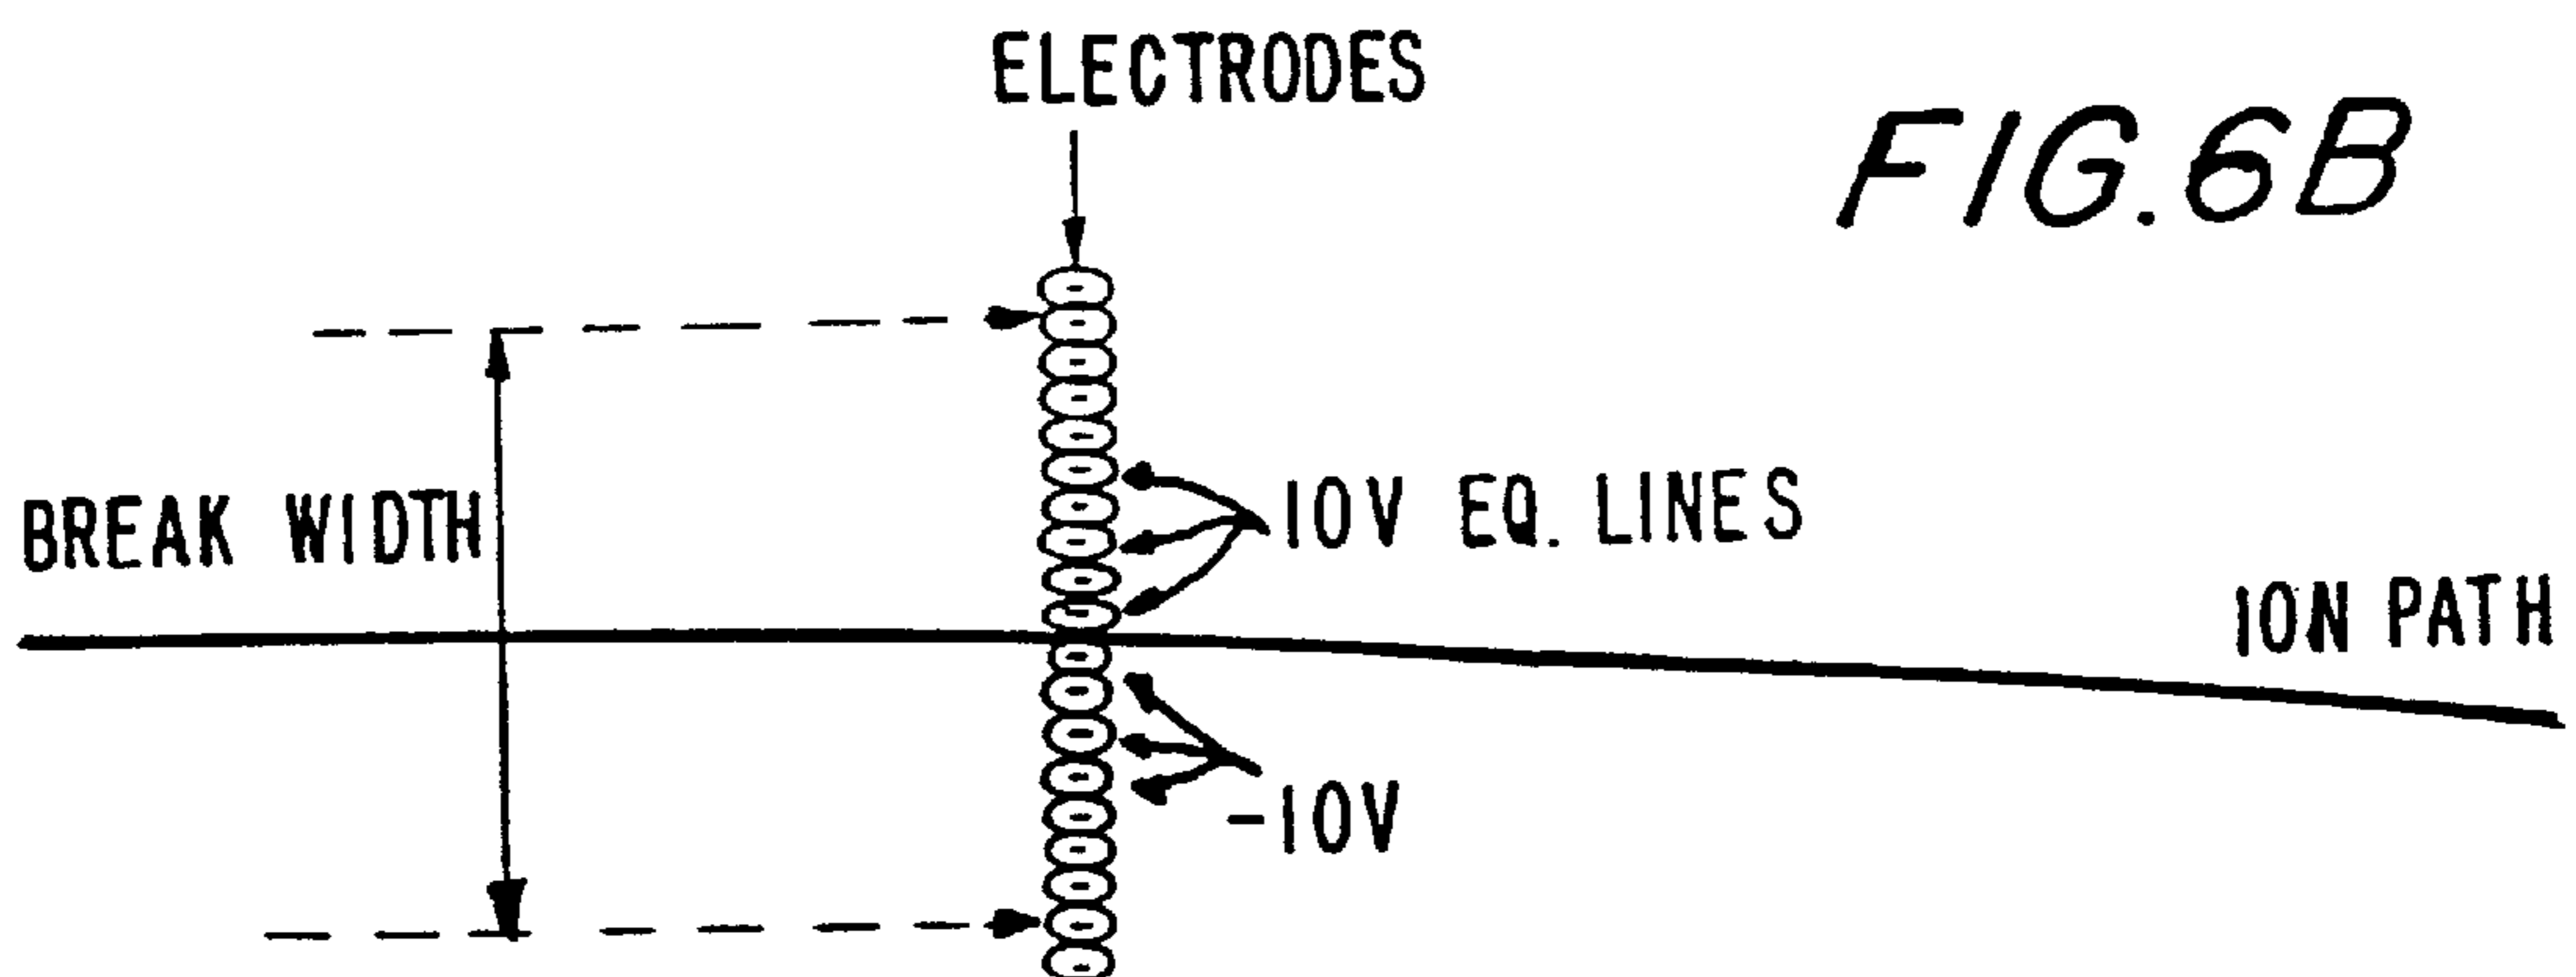 ELECTRODES
FIG.6B
BREAK WIDTH
10V EQ. LINES
ION PATH
-10V